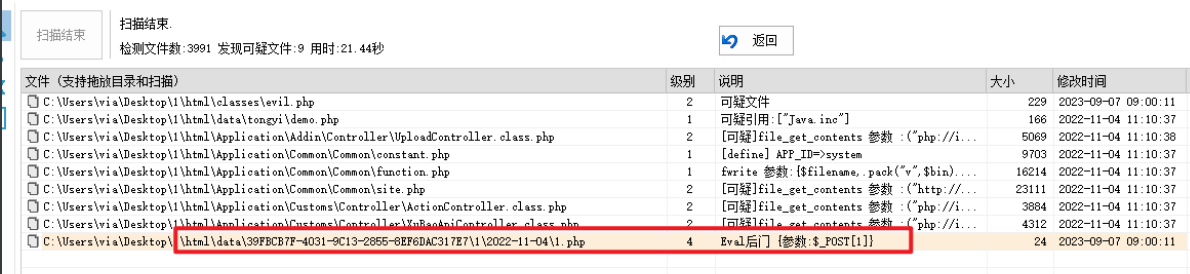 扫描结束
扫描结束.
检测文件数:3991 发现可疑文件:9 用时:21.44秒
返回
文件 (支持拖放目录和扫描) 级别 说明 大小 修改时间
C:\Users\via\Desktop\1\html\classes\evil.php 2 可疑文件 229 2023-09-07 09:00:11
C:\Users\via\Desktop\1\html\data\tongyi\demo.php 1 可疑引用:["Java.inc"] 166 2022-11-04 11:10:37
C:\Users\via\Desktop\1\html\Application\Addin\Controller\UploadController.class.php 2 [可疑]file_get_contents 参数 :("php://i... 5069 2022-11-04 11:10:38
C:\Users\via\Desktop\1\html\Application\Common\Common\constant.php 1 [define] APP_ID=>system 9703 2022-11-04 11:10:37
C:\Users\via\Desktop\1\html\Application\Common\Common\function.php 1 fwrite 参数:[$filename,.pack("v",$bin).... 16214 2022-11-04 11:10:37
C:\Users\via\Desktop\1\html\Application\Common\Common\site.php 2 [可疑]file_get_contents 参数 :("http://... 23111 2022-11-04 11:10:37
C:\Users\via\Desktop\1\html\Application\Customs\Controller\ActionController.class.php 2 [可疑]file_get_contents 参数 :("php://i... 3884 2022-11-04 11:10:37
C:\Users\via\Desktop\1\html\Application\Customs\Controller\XuBaoApiController.class.php 2 [可疑]file_get_contents 参数 :("php://i... 4312 2022-11-04 11:10:37
C:\Users\via\Desktop\1\html\data\39FBCB7F-4031-9C13-2855-8EF6DAC317E7\1\2022-11-04\1.php 4 Eval后门 {参数:$_POST[1]} 24 2023-09-07 09:00:11